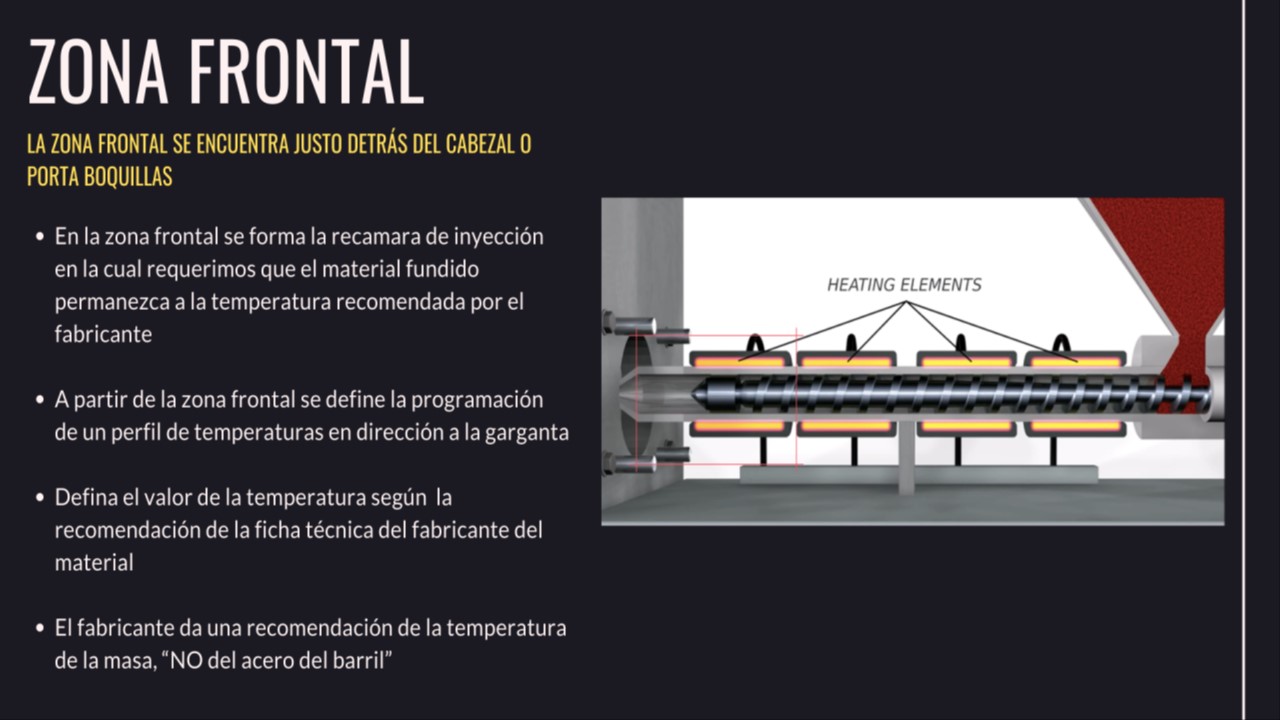 ZONA FRONTAL
LA ZONA FRONTAL SE ENCUENTRA JUSTO DETRÁS DEL CABEZAL O
PORTA BOQUILLAS
• En la zona frontal se forma la recamara de inyección
en la cual requerimos que el material fundido
permanezca a la temperatura recomendada por el
fabricante
• A partir de la zona frontal se define la programación
de un perfil de temperaturas en dirección a la garganta
• Defina el valor de la temperatura según  la
recomendación de la ficha técnica del fabricante del
material
• El fabricante da una recomendación de la temperatura
de la masa, “NO del acero del barril”
HEATING ELEMENTS